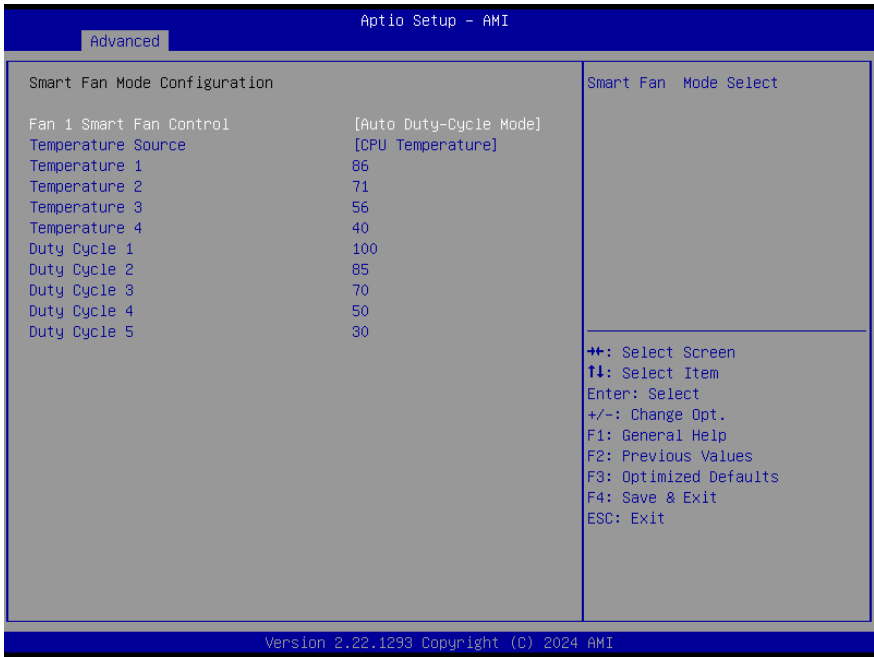 Aptio Setup - AMI
Advanced
Smart Fan Mode Configuration
Smart Fan  Mode Select
Fan 1 Smart Fan Control [Auto Duty-Cycle Mode]
Temperature Source [CPU Temperature]
Temperature 1 86
Temperature 2 71
Temperature 3 56
Temperature 4 40
Duty Cycle 1 100
Duty Cycle 2 85
Duty Cycle 3 70
Duty Cycle 4 50
Duty Cycle 5 30
→←: Select Screen
↑↓: Select Item
Enter: Select
+/-: Change Opt.
F1: General Help
F2: Previous Values
F3: Optimized Defaults
F4: Save & Exit
ESC: Exit
Version 2.22.1293 Copyright (C) 2024 AMI